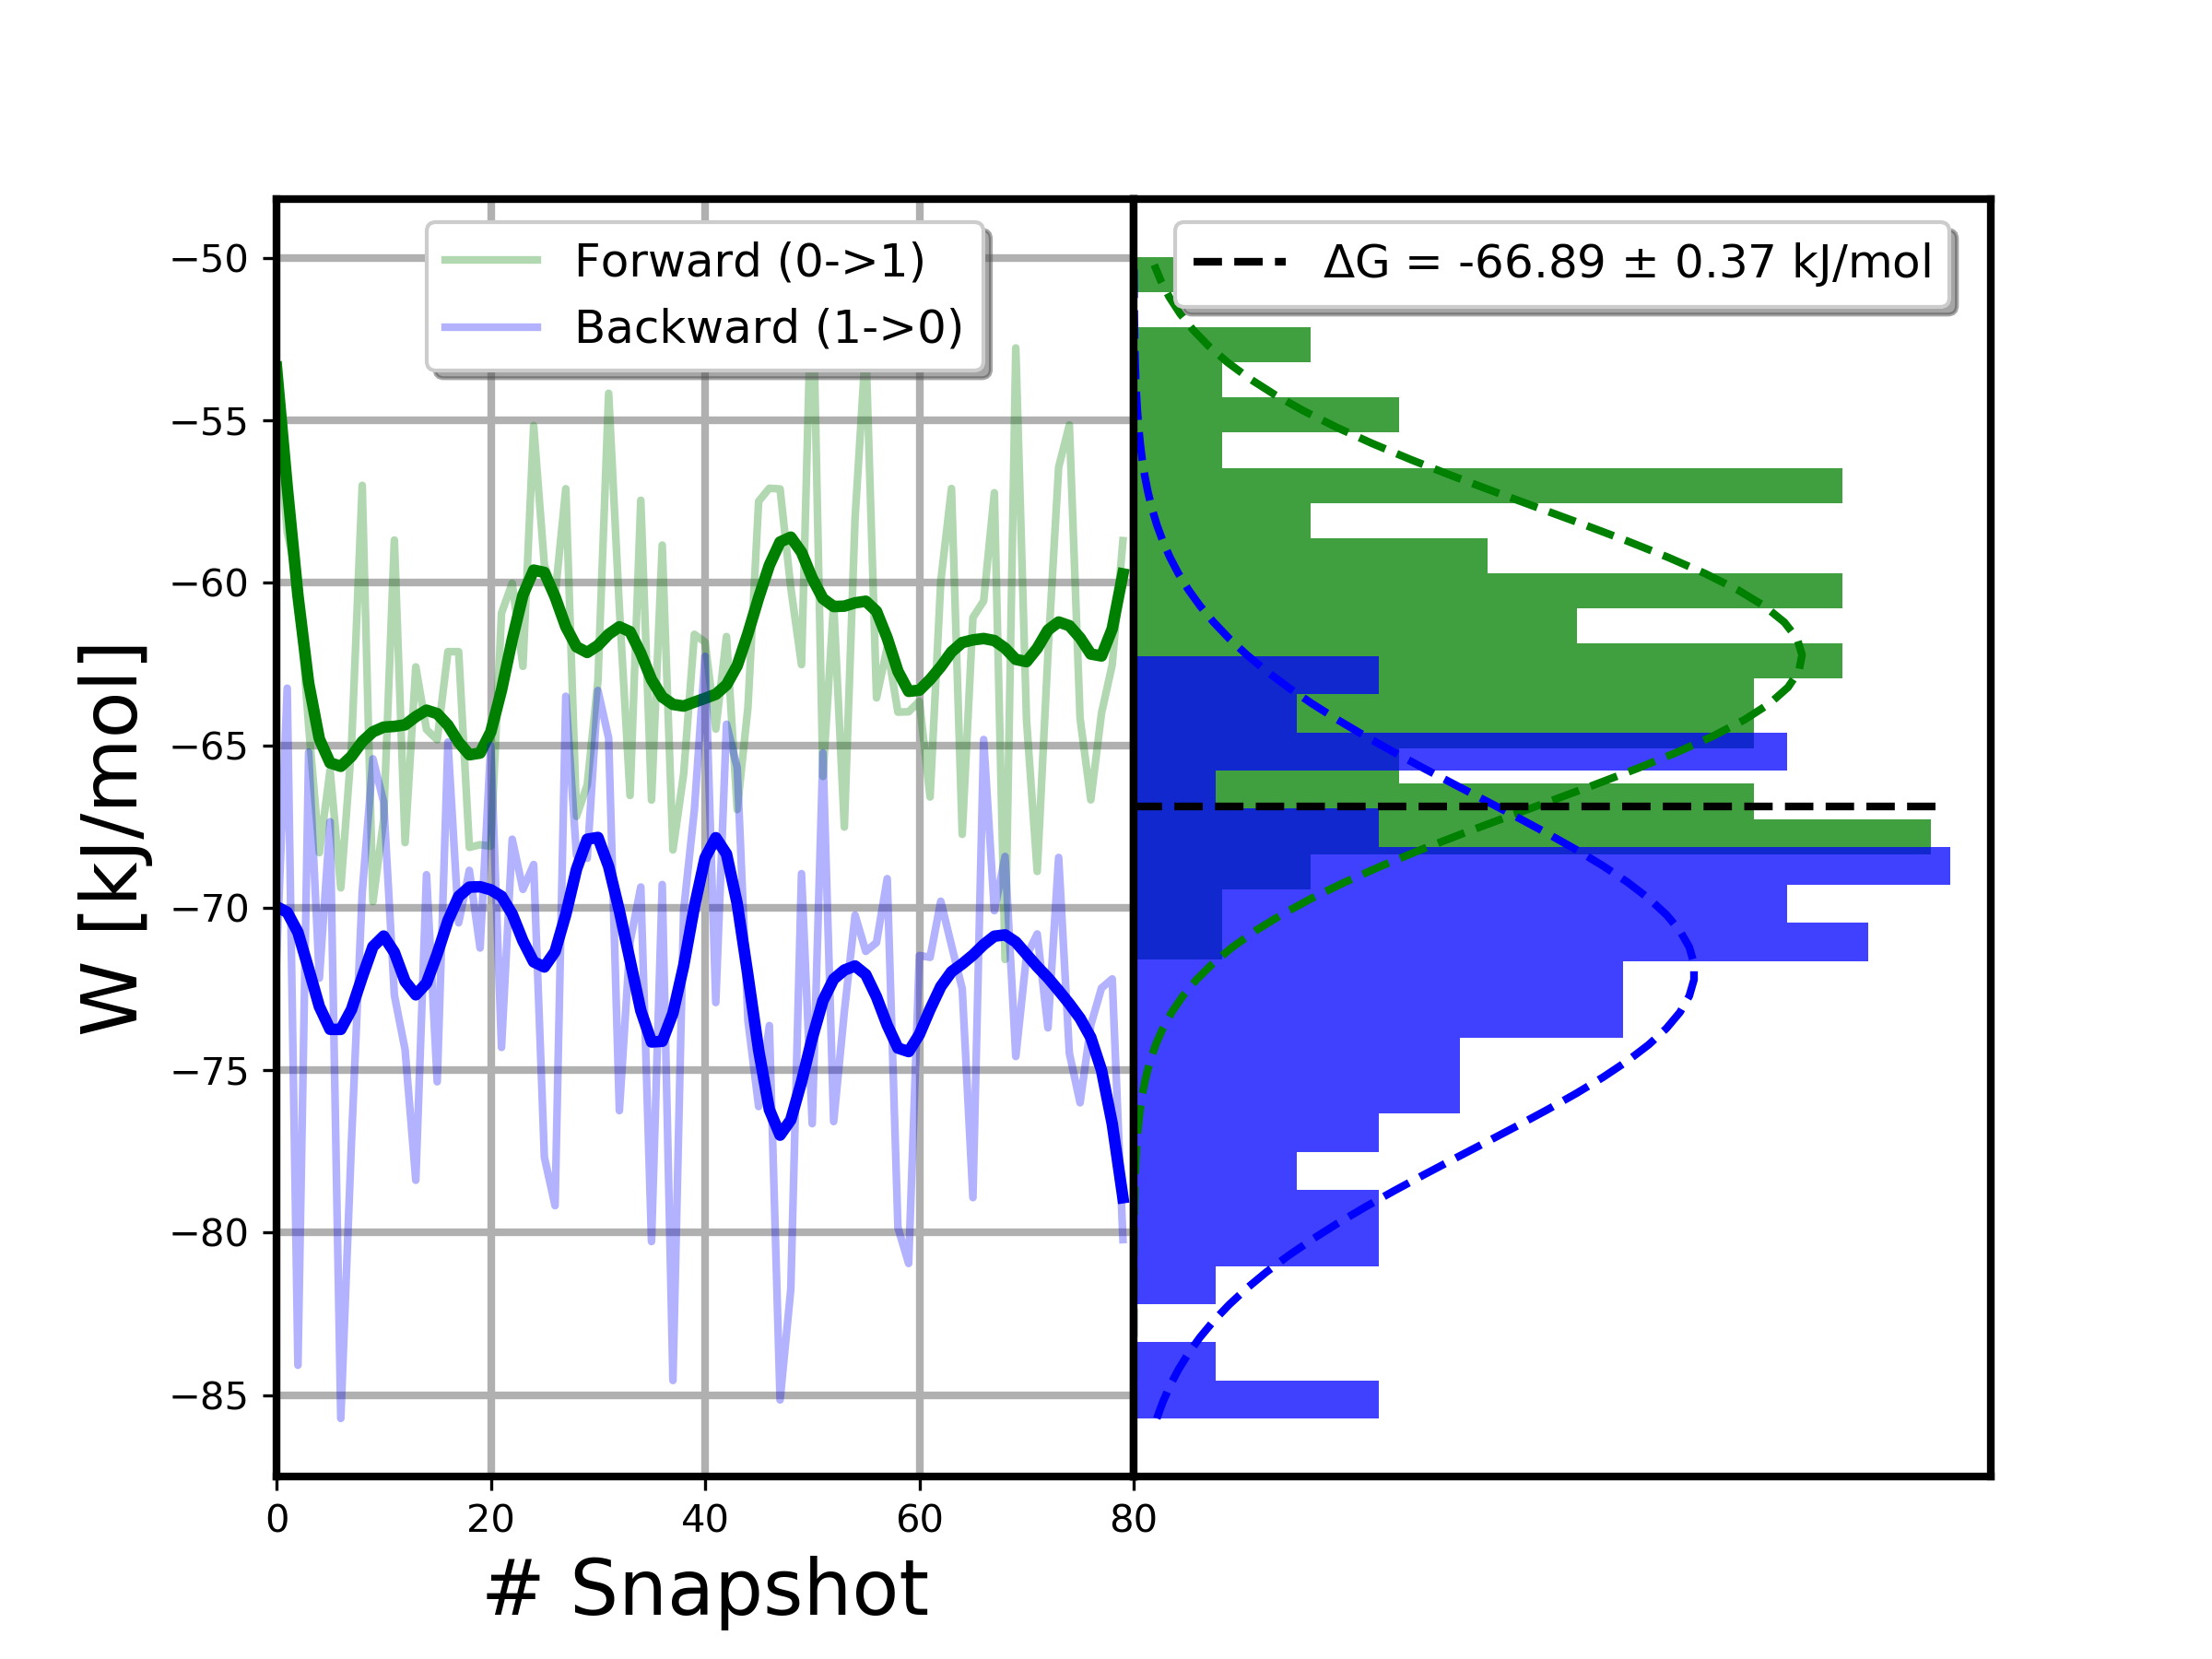 Forward (0->1)
Backward (1->0)
ΔG = -66.89 ± 0.37 kJ/mol
W [kJ/mol]
−50
−55
−60
−65
−70
−75
−80
−85
0 20 40 60 80
# Snapshot